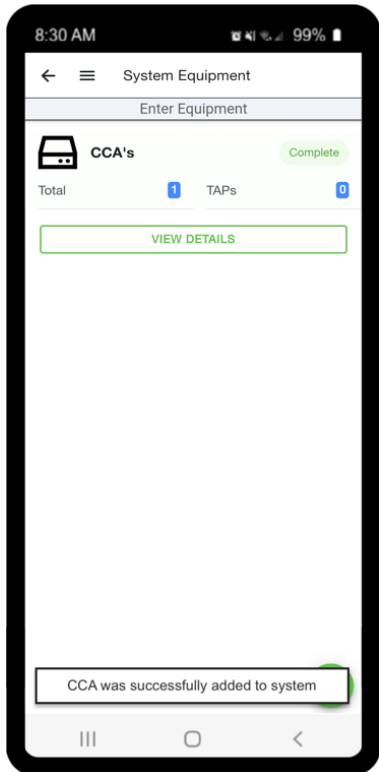 8:30 AM 99%
System Equipment
Enter Equipment
CCA's Complete
Total 1 TAPs 0
VIEW DETAILS
CCA was successfully added to system